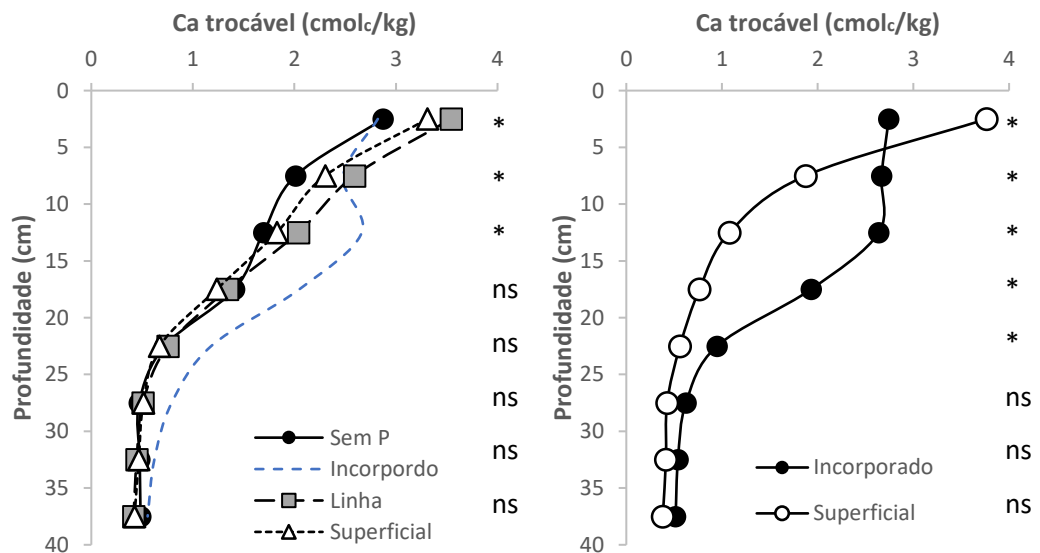 Ca trocável (cmolc/kg)
0 1 2 3 4
Profundidade (cm)
0
5
10
15
20
25
30
35
40
*
*
*
ns
ns
ns
ns
ns
Sem P
Incorpordo
Linha
Superficial
Ca trocável (cmolc/kg)
0 1 2 3 4
Profundidade (cm)
0
5
10
15
20
25
30
35
40
*
*
*
*
*
ns
ns
ns
Incorporado
Superficial